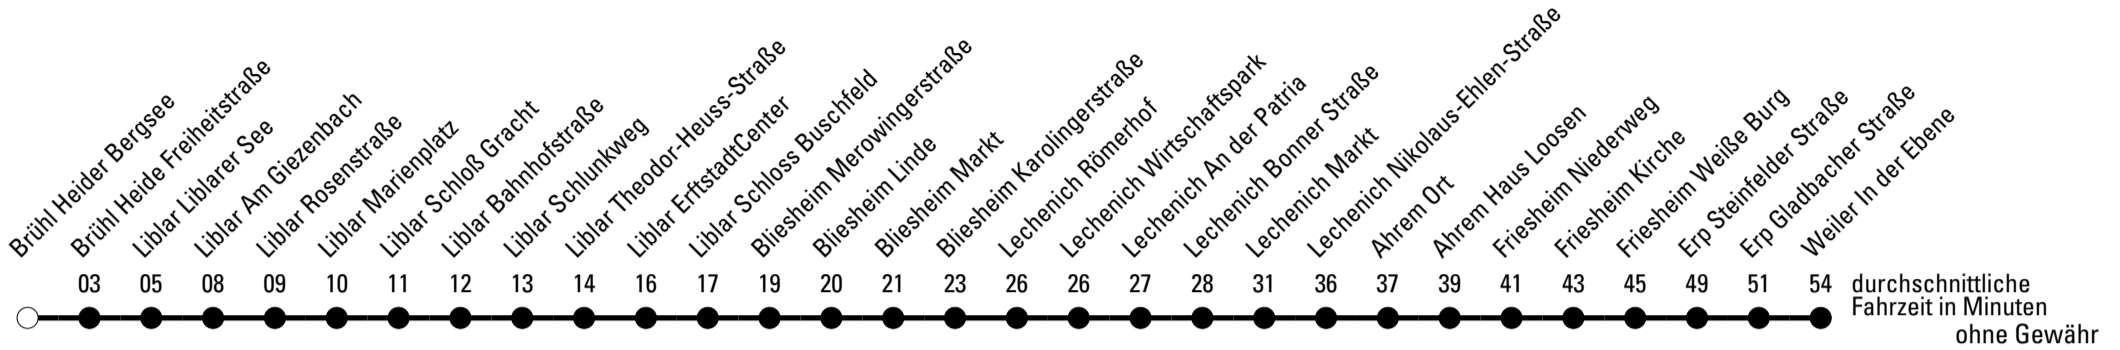 Brühl Heider Bergsee
Brühl Heide Freiheitstraße
Liblar Liblarer See
Liblar Am Giezenbach
Liblar Rosenstraße
Liblar Marienplatz
Liblar Schloß Gracht
Liblar Bahnhofstraße
Liblar Schlunkweg
Liblar Theodor-Heuss-Straße
Liblar ErftstadtCenter
Liblar Schloss Buschfeld
Bliesheim Merowingerstraße
Bliesheim Linde
Bliesheim Markt
Bliesheim Karolingerstraße
Lechenich Römerhof
Lechenich Wirtschaftspark
Lechenich An der Patria
Lechenich Bonner Straße
Lechenich Markt
Lechenich Nikolaus-Ehlen-Straße
Ahrem Ort
Ahrem Haus Loosen
Friesheim Niederweg
Friesheim Kirche
Friesheim Weiße Burg
Erp Steinfelder Straße
Erp Gladbacher Straße
Weiler In der Ebene
03 05 08 09 10 11 12 13 14 16 17 19 20 21 23 26 26 27 28 31 36 37 39 41 43 45 49 51 54 durchschnittliche
Fahrzeit in Minuten
ohne Gewähr